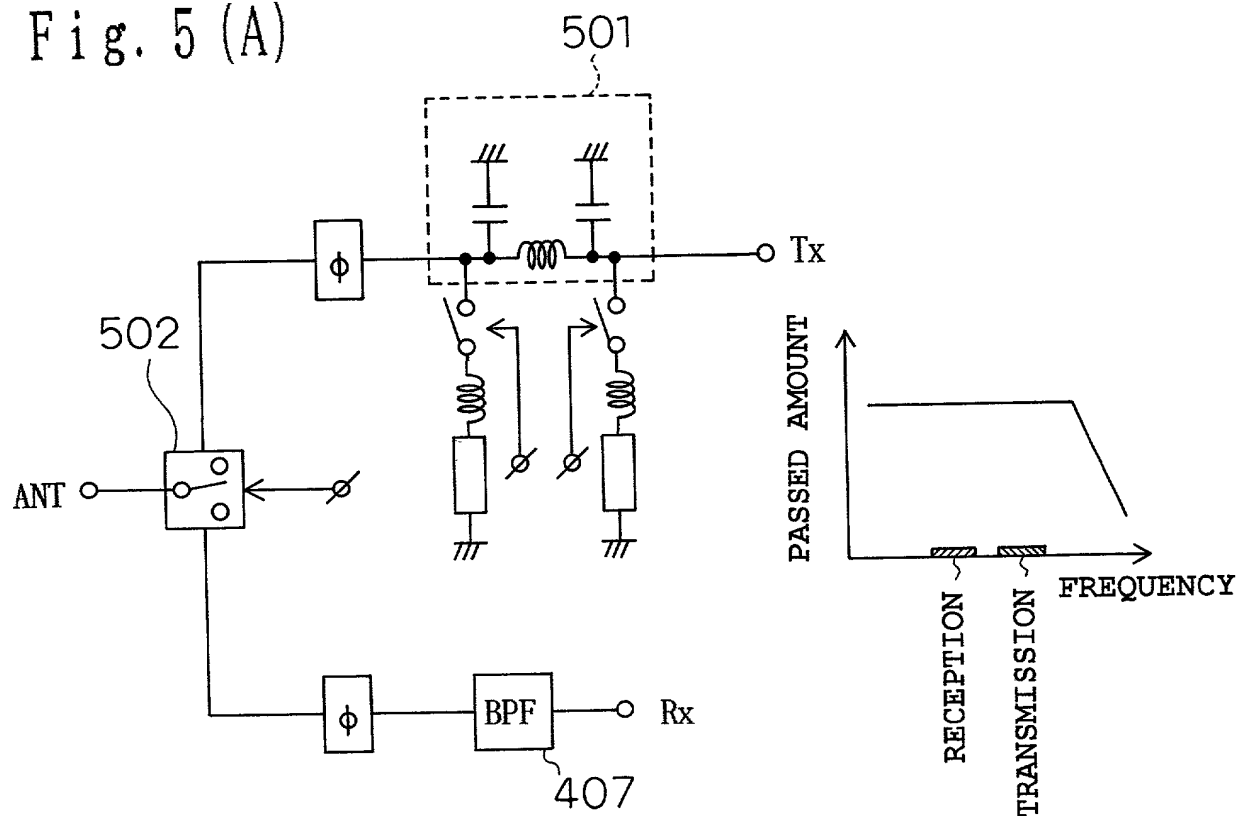 Fig. 5 (A)
501
ϕ
Tx
502
ANT
PASSED AMOUNT
FREQUENCY
RECEPTION
TRANSMISSION
ϕ
BPF
Rx
407